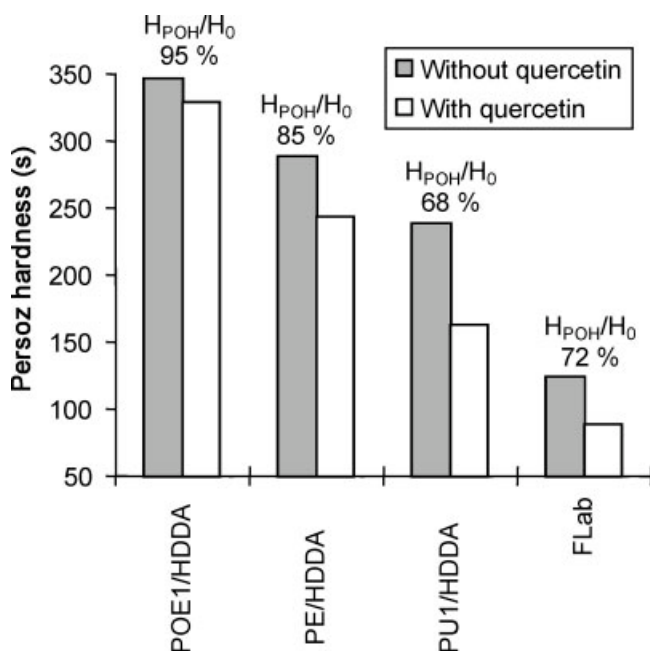 H_POH/H_0
95 %
H_POH/H_0
85 %
H_POH/H_0
68 %
H_POH/H_0
72 %
Without quercetin
With quercetin
Persoz hardness (s)
350
300
250
200
150
100
50
POE1/HDDA
PE/HDDA
PU1/HDDA
FLab